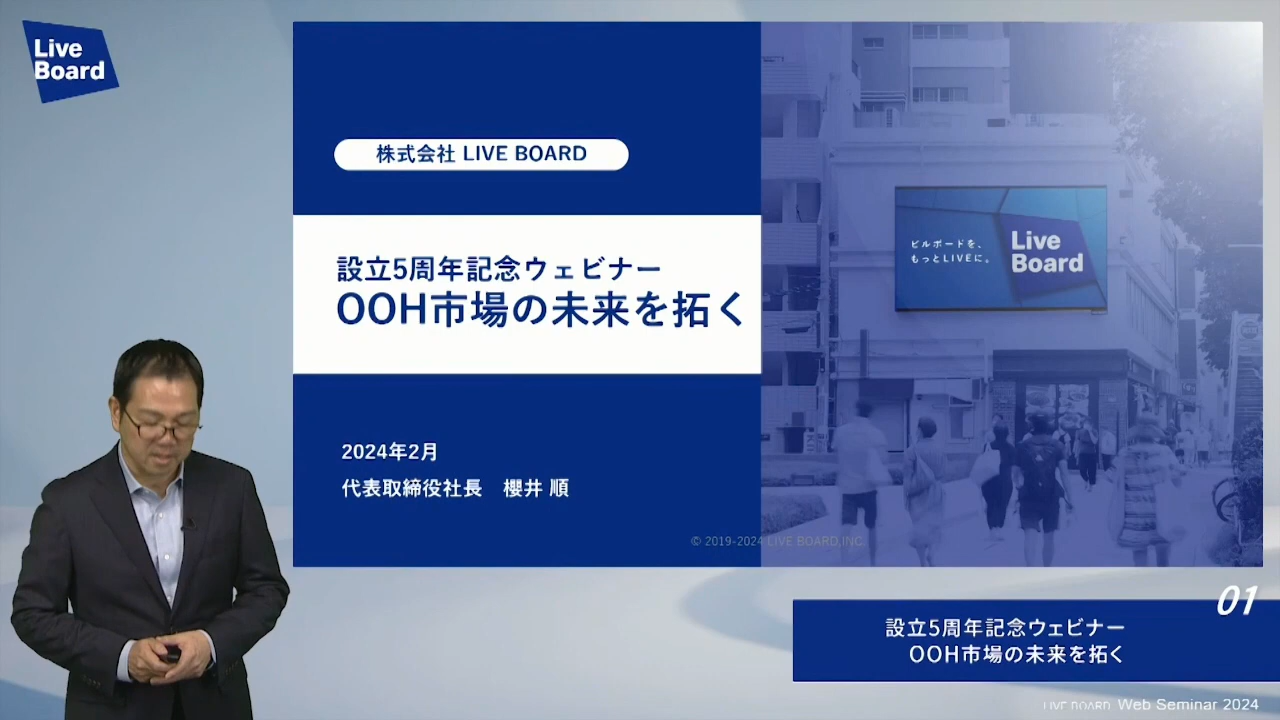 Live
Board
株式会社 LIVE BOARD
設立5周年記念ウェビナー
OOH市場の未来を拓く
ビルボードを、
もっとLIVEに。
Live
Board
2024年2月
代表取締役社長 櫻井 順
© 2019-2024 LIVE BOARD,INC.
01
設立5周年記念ウェビナー
OOH市場の未来を拓く
LIVE BOARD Web Seminar 2024